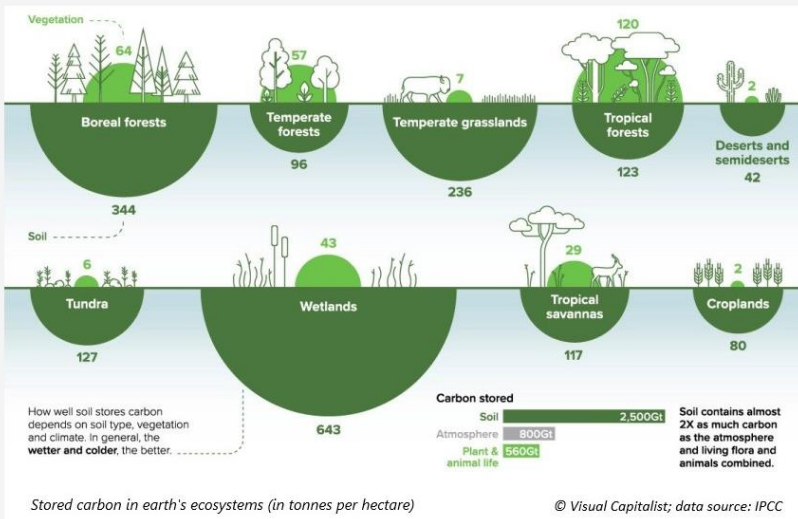 Vegetation
64
57
7
120
2
Boreal forests
Temperate
forests
Temperate grasslands
Tropical
forests
Deserts and
semideserts
344
96
236
123
42
Soil
6
43
29
2
Tundra
Wetlands
Tropical
savannas
Croplands
127
643
117
80
How well soil stores carbon
depends on soil type, vegetation
and climate. In general, the
wetter and colder, the better.
Carbon stored
Soil 2,500Gt
Atmosphere 800Gt
Plant &
animal life 560Gt
Soil contains almost
2X as much carbon
as the atmosphere
and living flora and
animals combined.
Stored carbon in earth's ecosystems (in tonnes per hectare)
© Visual Capitalist; data source: IPCC